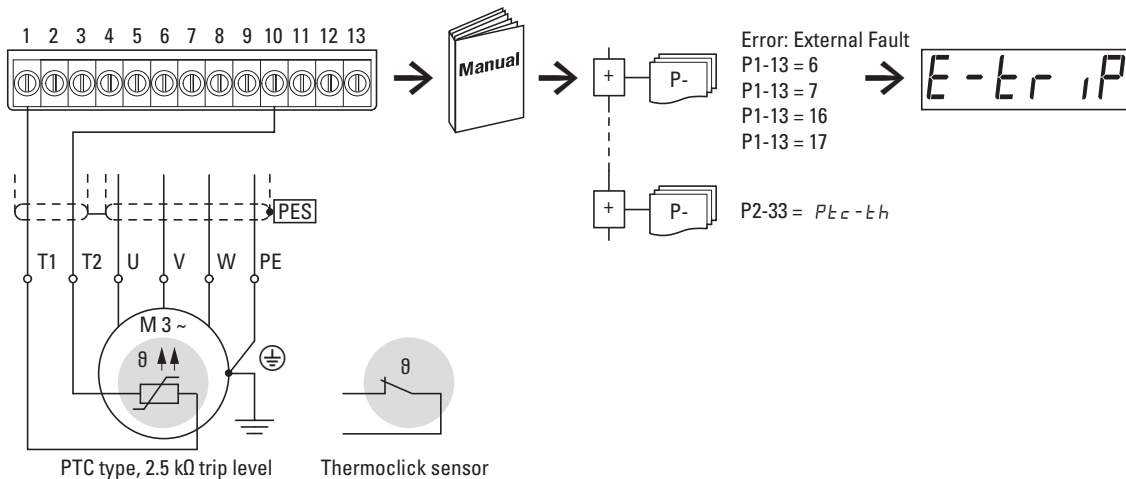 1 2 3 4 5 6 7 8 9 10 11 12 13
Manual
+
P-
Error: External Fault
P1-13 = 6
P1-13 = 7
P1-13 = 16
P1-13 = 17
E-triP
+
P-
P2-33 = Ptc-th
PES
T1 T2 U V W PE
M 3 ~
ϑ
ϑ
PTC type, 2.5 kΩ trip level
Thermoclick sensor